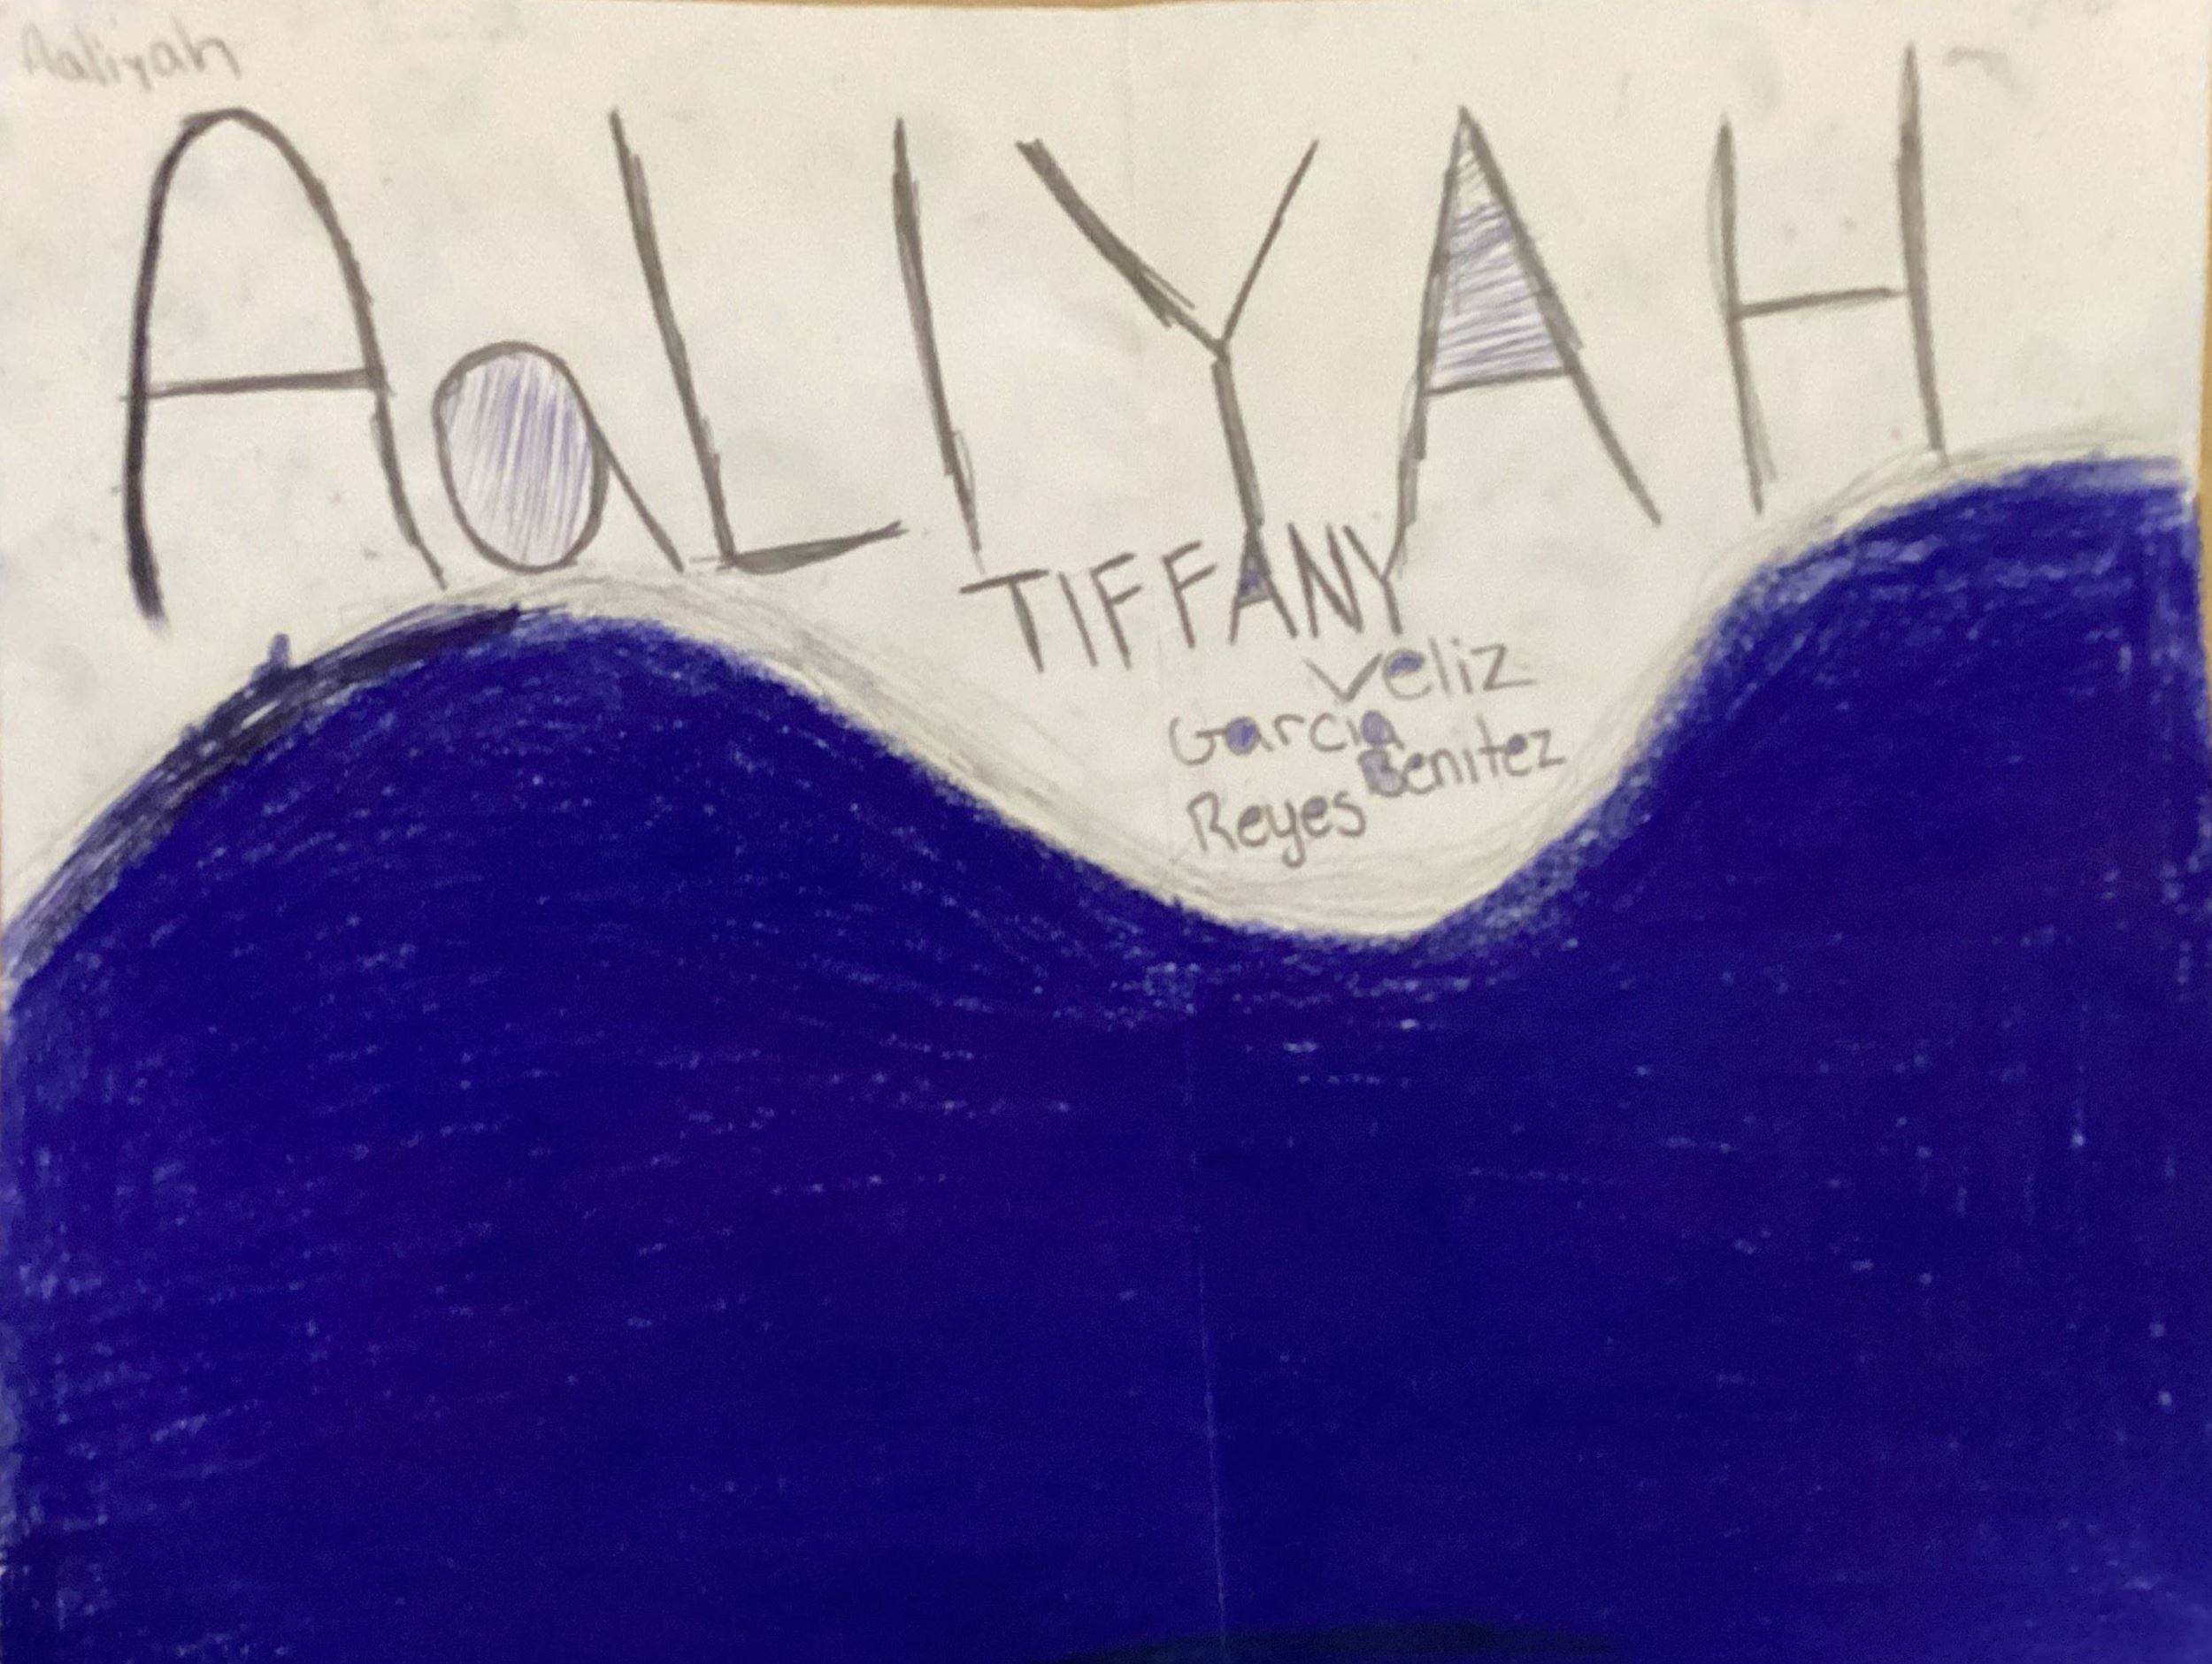 Aaliyah
AaLIYAH
TIFFANY
Veliz
Garcia
Benitez
Reyes